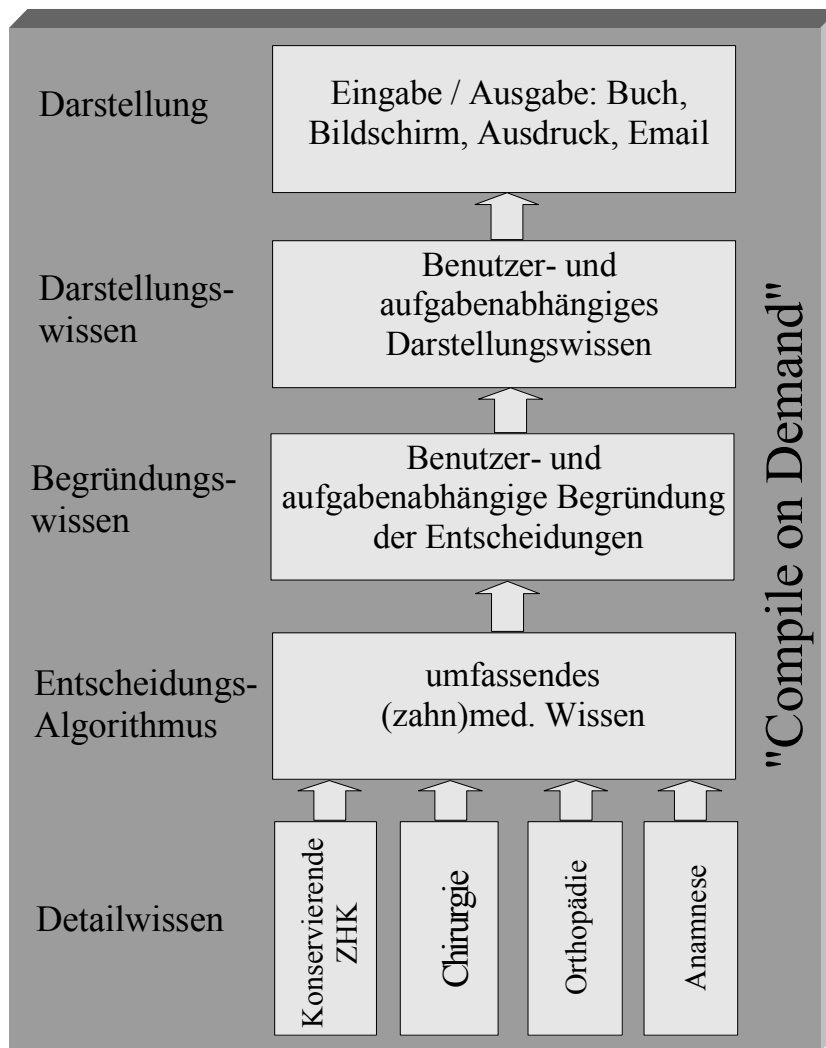 Darstellung
Eingabe / Ausgabe: Buch,
Bildschirm, Ausdruck, Email
Darstellungs-
wissen
Benutzer- und
aufgabenabhängiges
Darstellungswissen
Begründungs-
wissen
Benutzer- und
aufgabenabhängige Begründung
der Entscheidungen
Entscheidungs-
Algorithmus
umfassendes
(zahn)med. Wissen
Detailwissen
Konservierende
ZHK
Chirurgie
Orthopädie
Anamnese
"Compile on Demand"